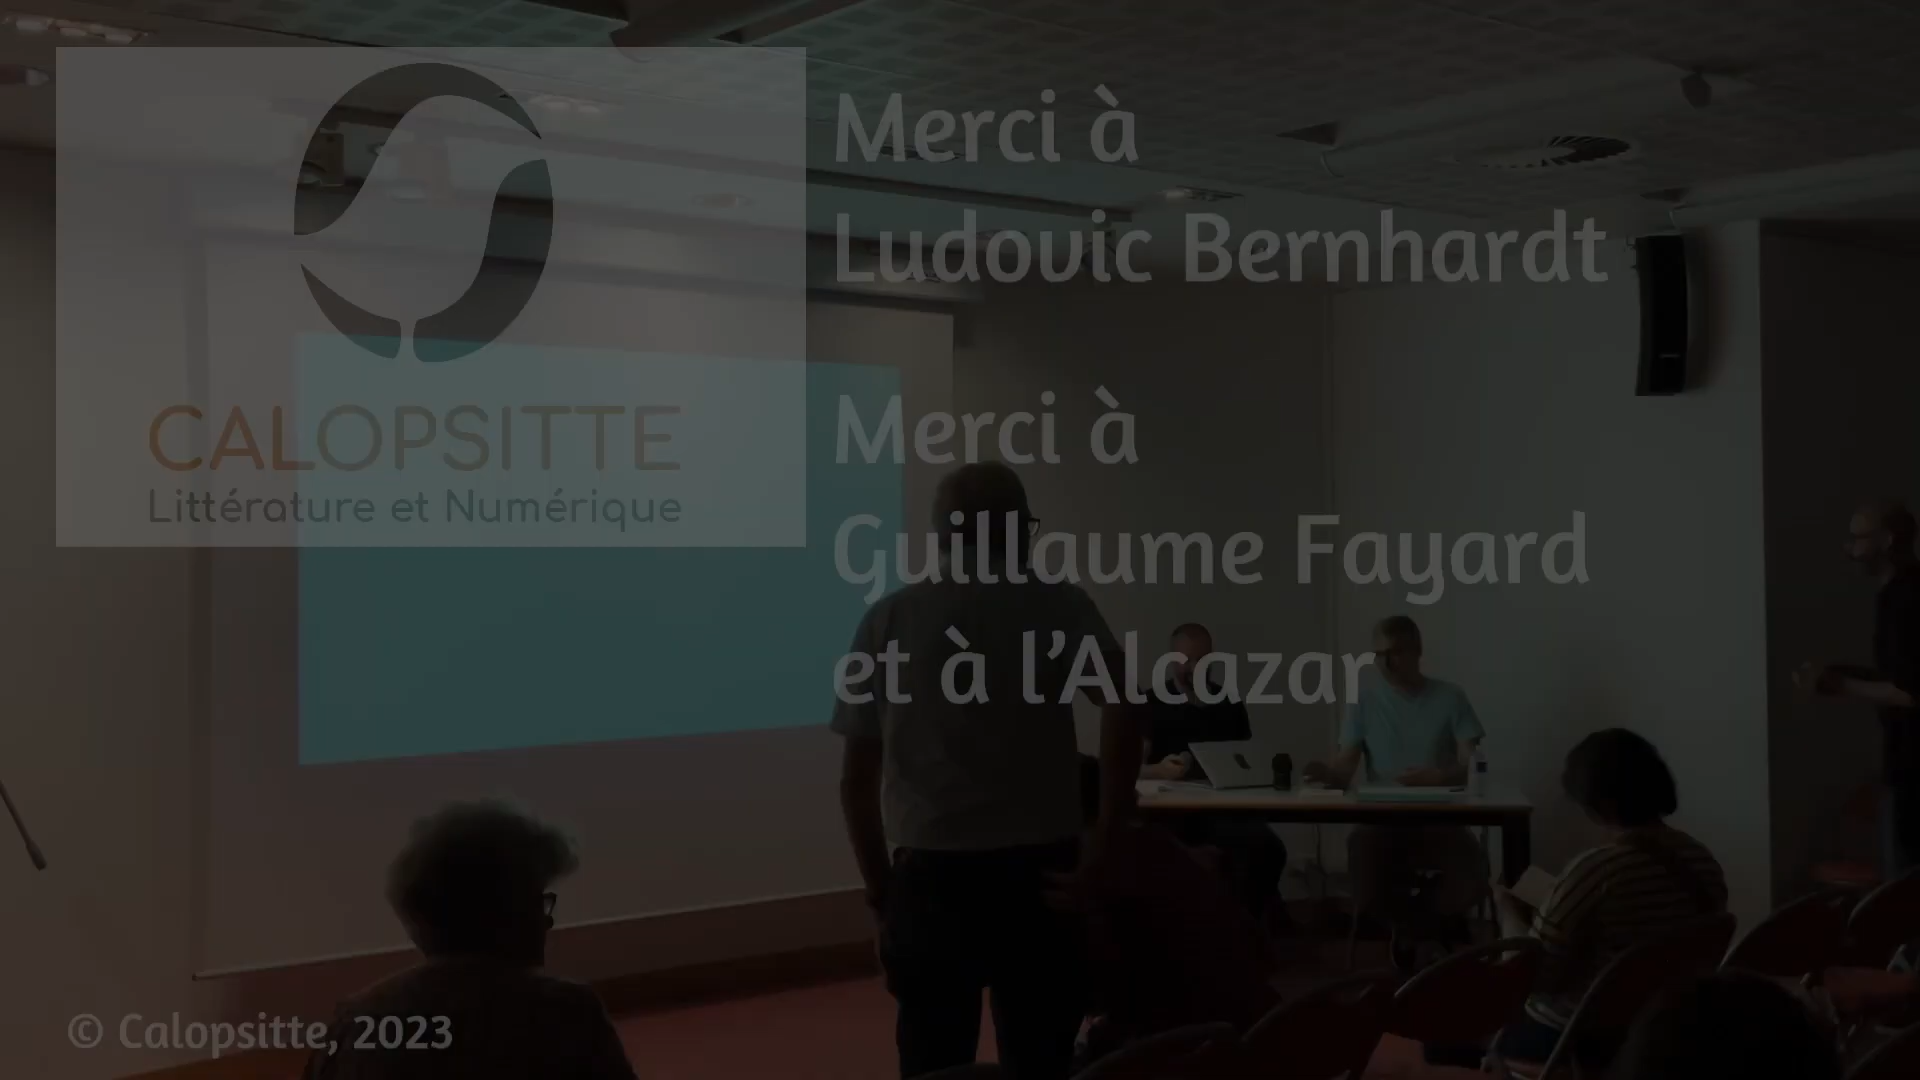 CALOPSITTE
Littérature et Numérique
Merci à
Ludovic Bernhardt
Merci à
Guillaume Fayard
et à l’Alcazar
© Calopsitte, 2023